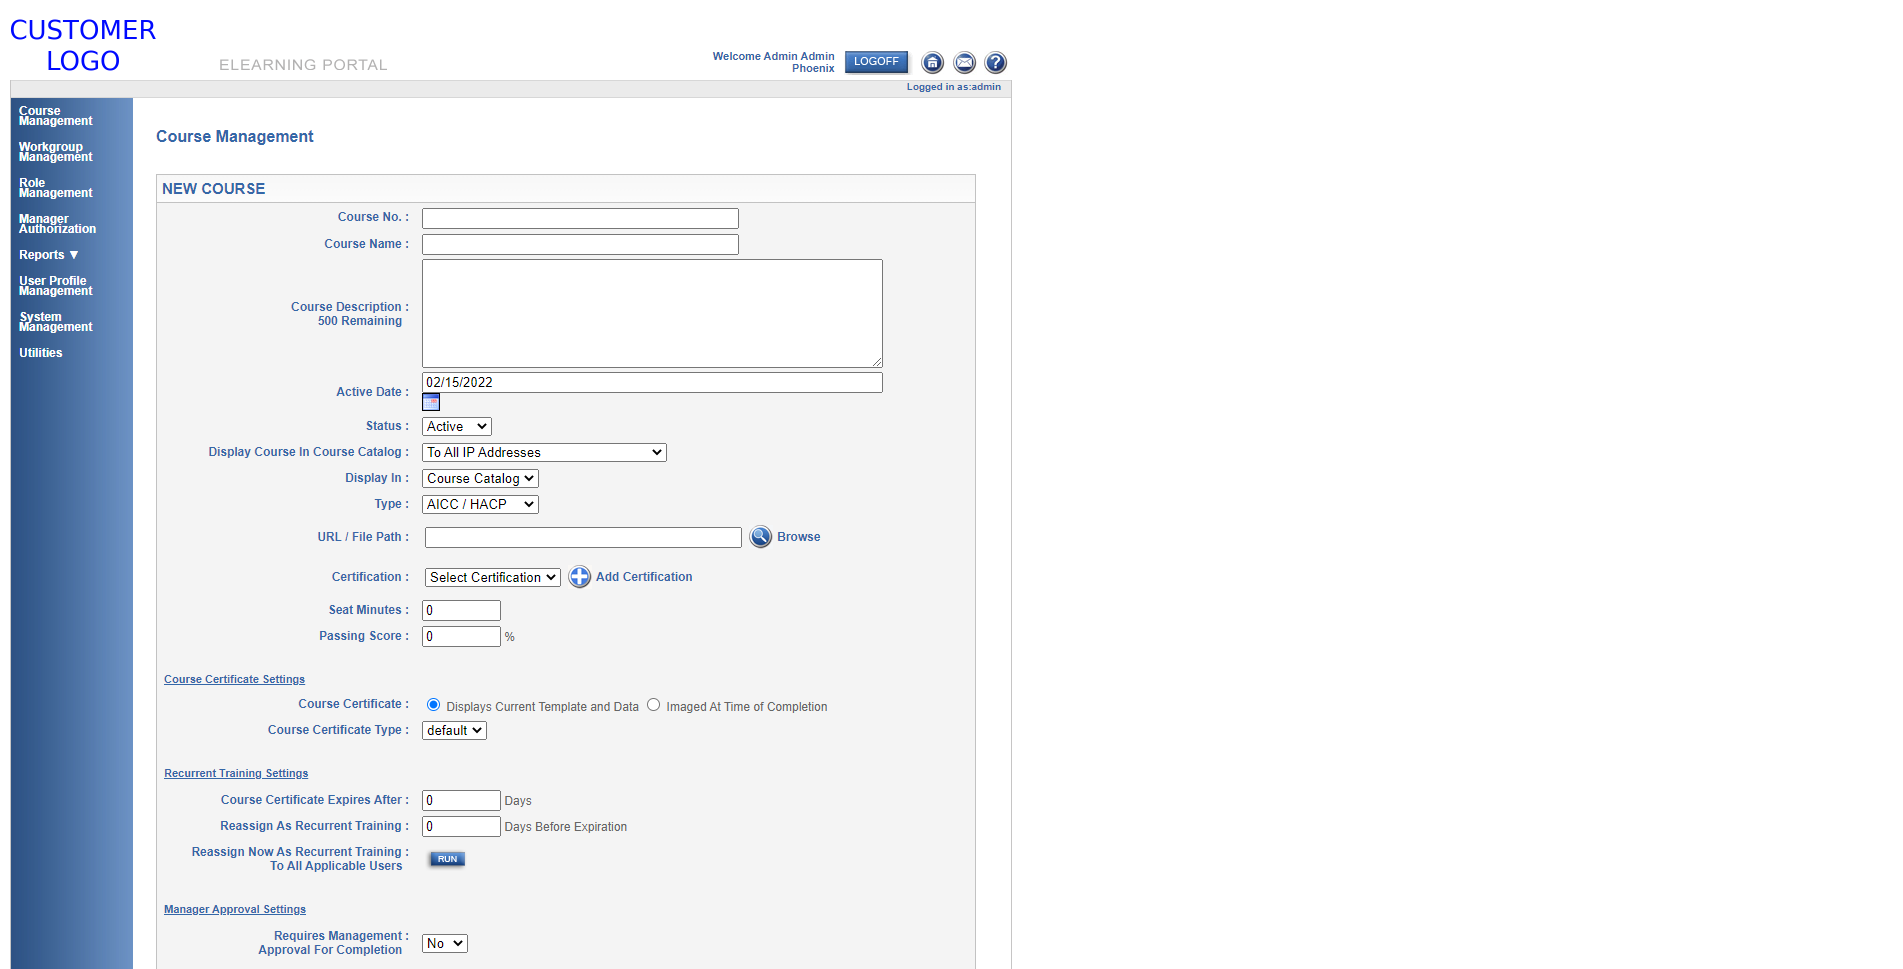 CUSTOMER
LOGO
ELEARNING PORTAL
Welcome Admin Admin
Phoenix
LOGOFF
Logged in as:admin
Course
Management
Workgroup
Management
Role
Management
Manager
Authorization
Reports ▼
User Profile
Management
System
Management
Utilities
Course Management
NEW COURSE
Course No. :
Course Name :
Course Description :
500 Remaining
Active Date : 02/15/2022
Status : Active
Display Course In Course Catalog : To All IP Addresses
Display In : Course Catalog
Type : AICC / HACP
URL / File Path : Browse
Certification : Select Certification Add Certification
Seat Minutes : 0
Passing Score : 0 %
Course Certificate Settings
Course Certificate : Displays Current Template and Data Imaged At Time of Completion
Course Certificate Type : default
Recurrent Training Settings
Course Certificate Expires After : 0 Days
Reassign As Recurrent Training : 0 Days Before Expiration
Reassign Now As Recurrent Training :
To All Applicable Users
RUN
Manager Approval Settings
Requires Management :
Approval For Completion
No